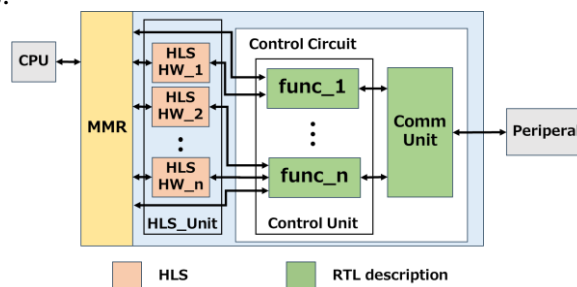 CPU
MMR
HLS
HW_1
HLS
HW_2
HLS
HW_n
HLS_Unit
Control Circuit
func_1
func_n
Control Unit
Comm
Unit
Periperal
HLS
RTL description